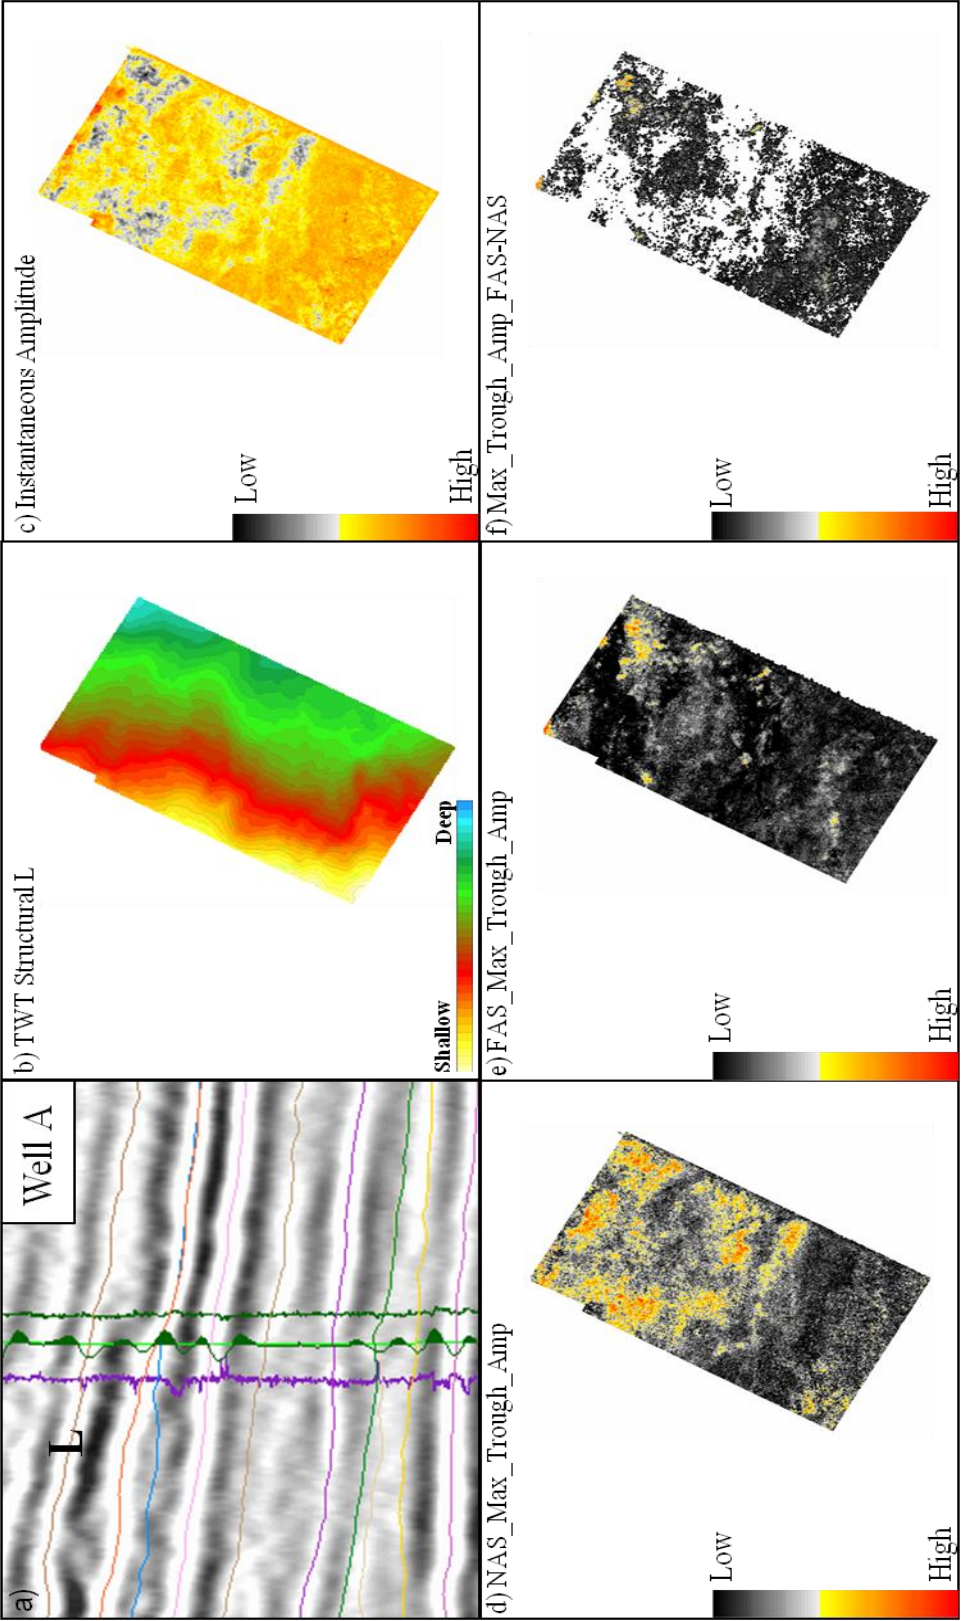 a)
Well A
L
b) TWT Structural L
Shallow
Deep
c) Instantaneous Amplitude
Low
High
d) NAS_Max_Trough_Amp
Low
High
e) FAS_Max_Trough_Amp
Low
High
f) Max_Trough_Amp_FAS-NAS
Low
High